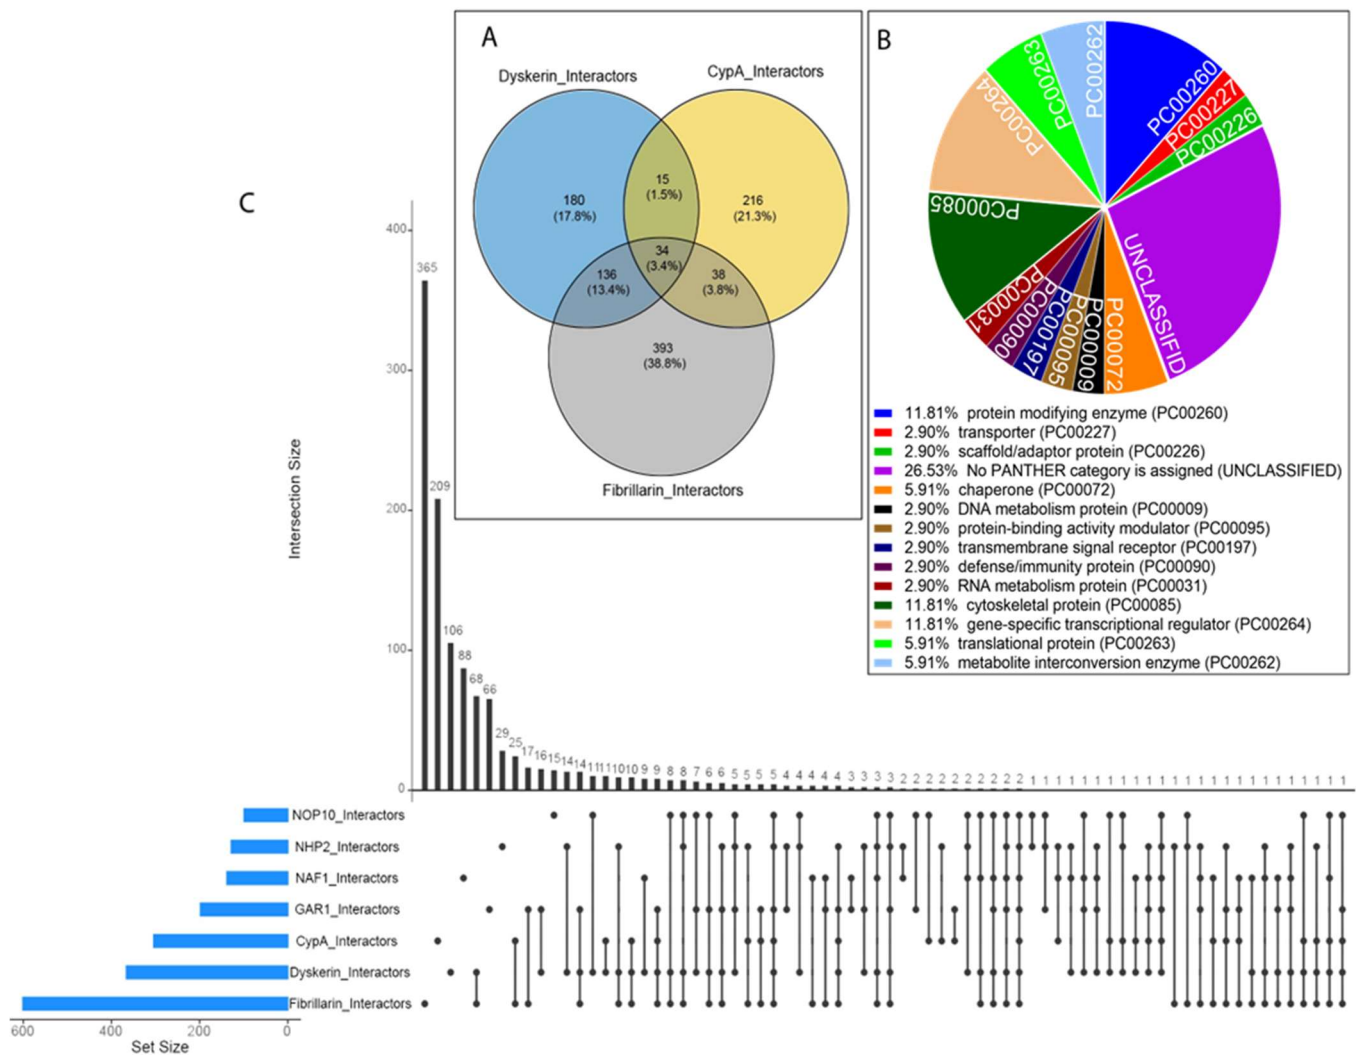 A
Dyskerin_Interactors
CypA_Interactors
180
(17.8%)
15
(1.5%)
216
(21.3%)
34
(3.4%)
136
(13.4%)
38
(3.8%)
393
(38.8%)
Fibrillarin_Interactors
B
PC00260
PC00227
PC00226
UNCLASSIFID
PC00072
PC00009
PC00095
PC00197
PC00090
PC00031
PC00085
PC00264
PC00263
PC00262
11.81% protein modifying enzyme (PC00260)
2.90% transporter (PC00227)
2.90% scaffold/adaptor protein (PC00226)
26.53% No PANTHER category is assigned (UNCLASSIFIED)
5.91% chaperone (PC00072)
2.90% DNA metabolism protein (PC00009)
2.90% protein-binding activity modulator (PC00095)
2.90% transmembrane signal receptor (PC00197)
2.90% defense/immunity protein (PC00090)
2.90% RNA metabolism protein (PC00031)
11.81% cytoskeletal protein (PC00085)
11.81% gene-specific transcriptional regulator (PC00264)
5.91% translational protein (PC00263)
5.91% metabolite interconversion enzyme (PC00262)
C
Intersection Size
400
300
200
100
0
365
209
106
88
68
66
29
25
17 16 15 14 14 11 11 10 10 9 9 8 8 7 6 6 5 5 5 5 4 4 4 4 4 3 3 3 3 2 2 2 2 2 2 2 2 2 2 1 1 1 1 1 1 1 1 1 1 1 1 1 1 1 1 1 1 1 1 1 1 1 1 1
NOP10_Interactors
NHP2_Interactors
NAF1_Interactors
GAR1_Interactors
CypA_Interactors
Dyskerin_Interactors
Fibrillarin_Interactors
600 400 200 0
Set Size